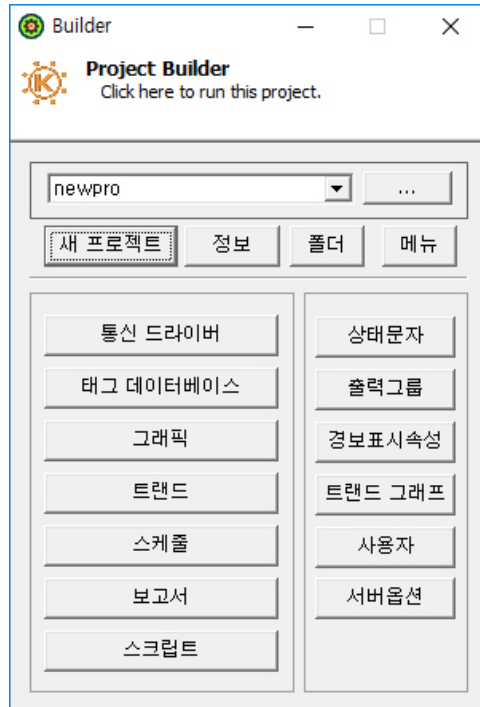 Builder
Project Builder
Click here to run this project.
newpro
...
새 프로젝트 정보 폴더 메뉴
통신 드라이버
태그 데이터베이스
그래픽
트랜드
스케줄
보고서
스크립트
상태문자
출력그룹
경보표시속성
트랜드 그래프
사용자
서버옵션